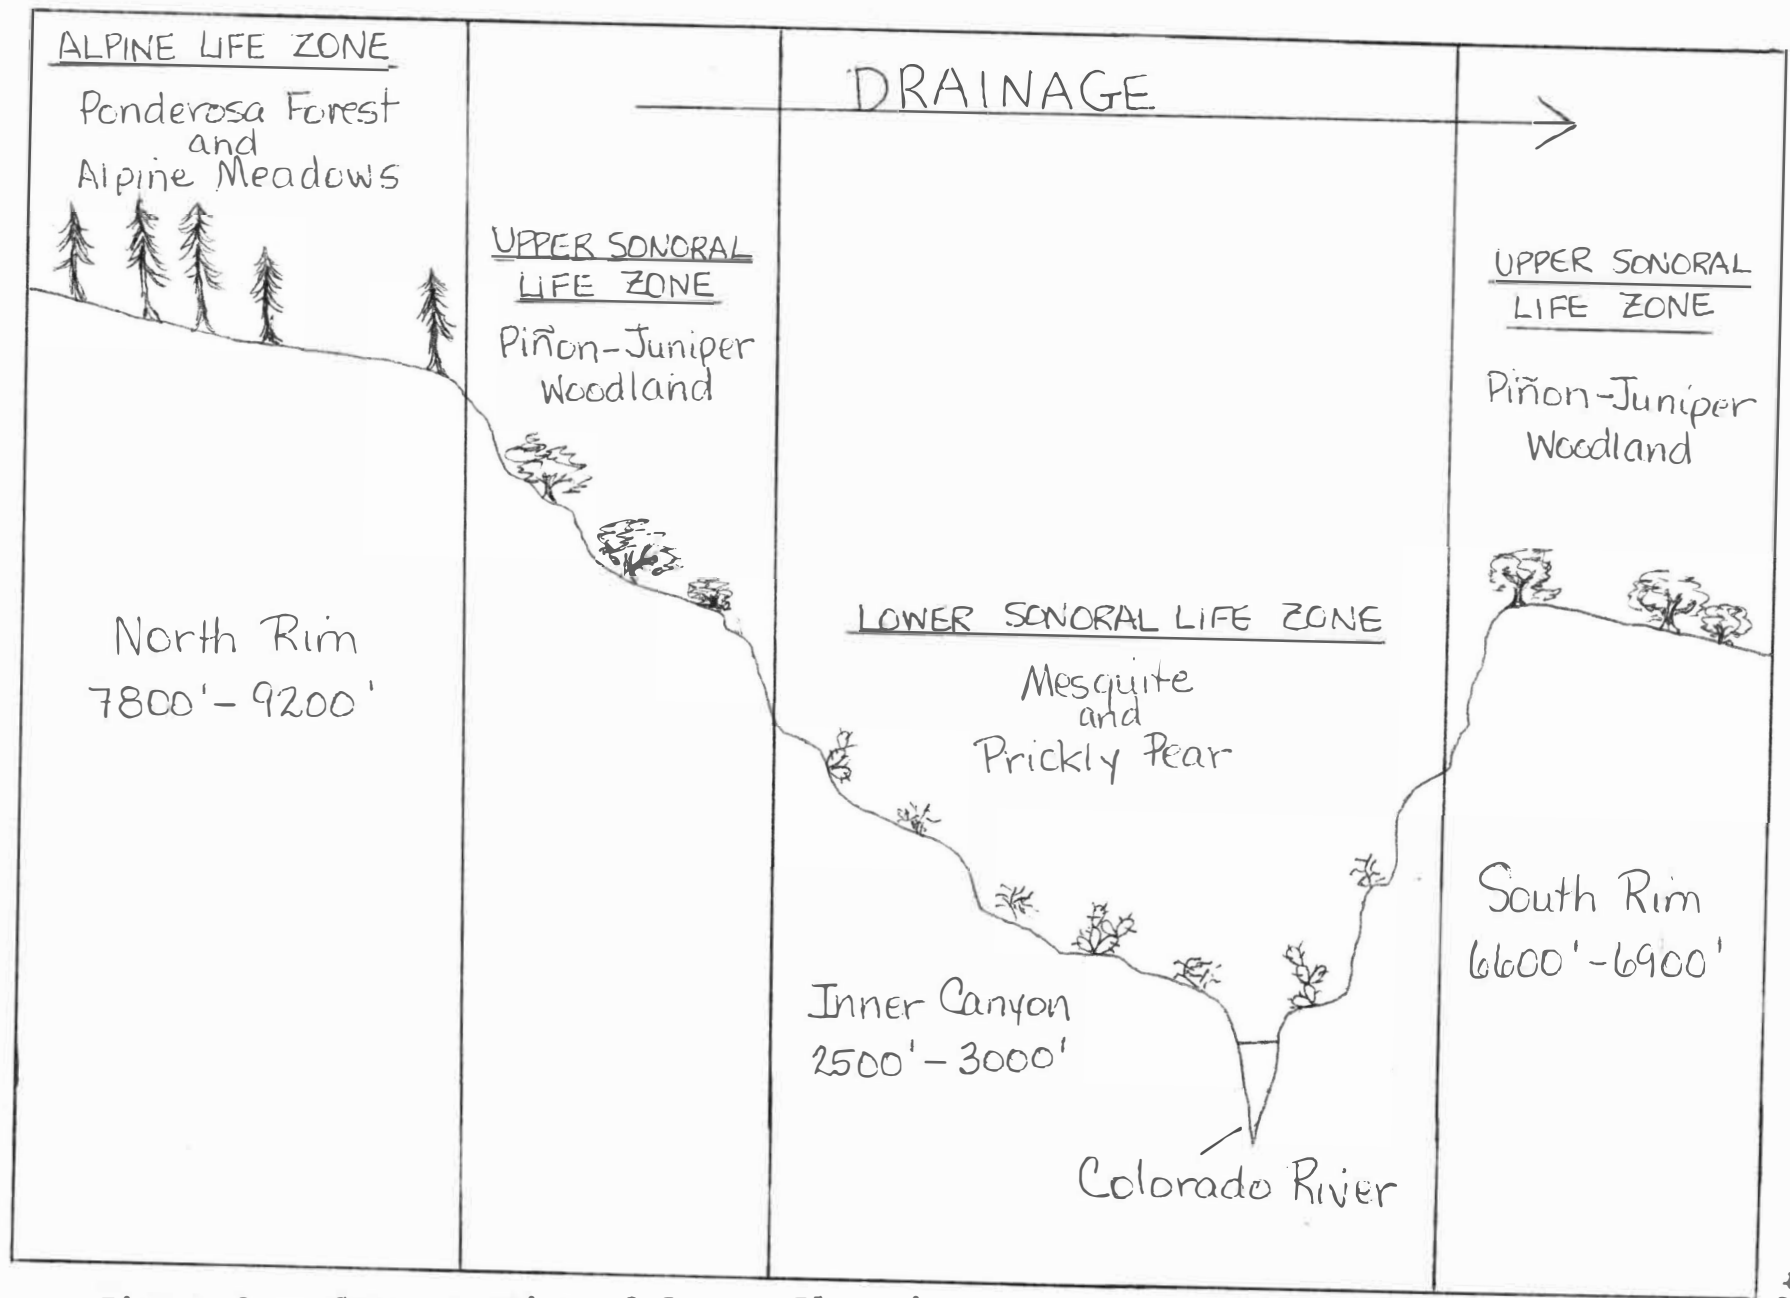 ALPINE LIFE ZONE
Ponderosa Forest
and
Alpine Meadows
DRAINAGE
UPPER SONORAL
LIFE ZONE
Piñon-Juniper
Woodland
UPPER SONORAL
LIFE ZONE
Piñon-Juniper
Woodland
North Rim
7800'-9200'
LOWER SONORAL LIFE ZONE
Mesquite
and
Prickly Pear
South Rim
6600'-6900'
Inner Canyon
2500'-3000'
Colorado River